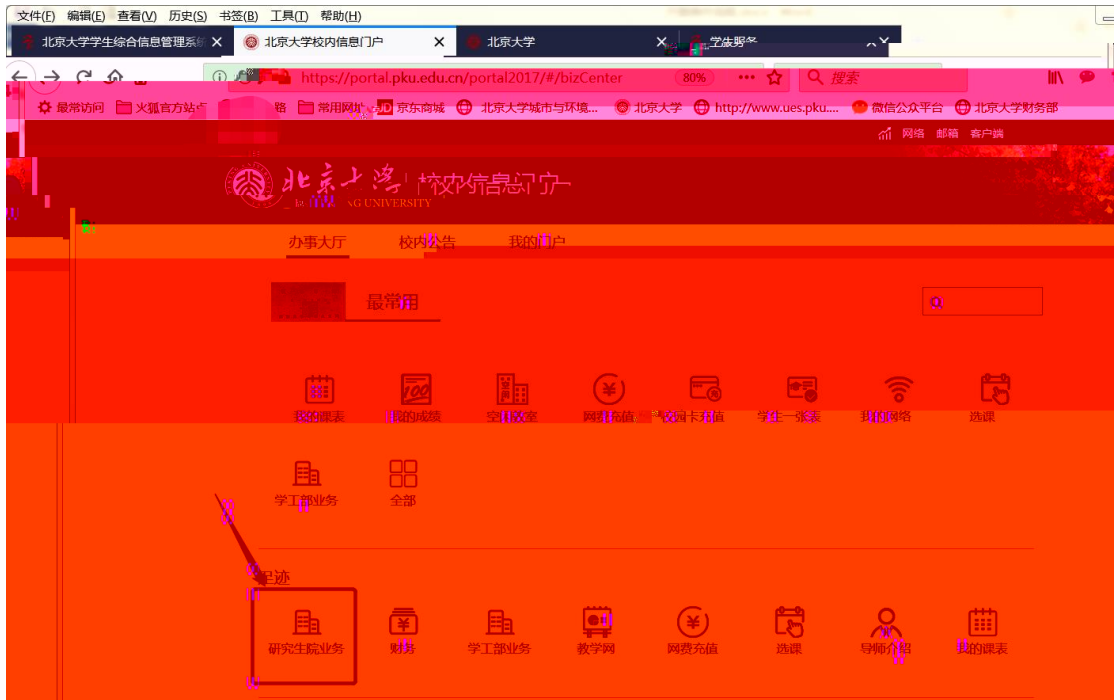 文件(F) 编辑(E) 查看(V) 历史(S) 书签(B) 工具(T) 帮助(H)
北京大学学生综合信息管理系统 × 北京大学校内信息门户 × 北京大学 × ×
https://portal.pku.edu.cn/portal2017/#/bizCenter 80% 搜索
最常访问 火狐官方站点 常用网址 JD 京东商城 北京大学城市与环境... 北京大学 http://www.ues.pku.... 微信公众平台 北京大学财务部
网络 邮箱 客户端
北京大学 校内信息门户
办事大厅 校内公告 我的门户
最常用
我的课表 我的成绩 空闲教室 网费充值 校园卡充值 学生一张表 我的网络 选课
学工部业务 全部
足迹
研究生院业务 财务 学工部业务 教学网 网费充值 选课 导师介绍 我的课表